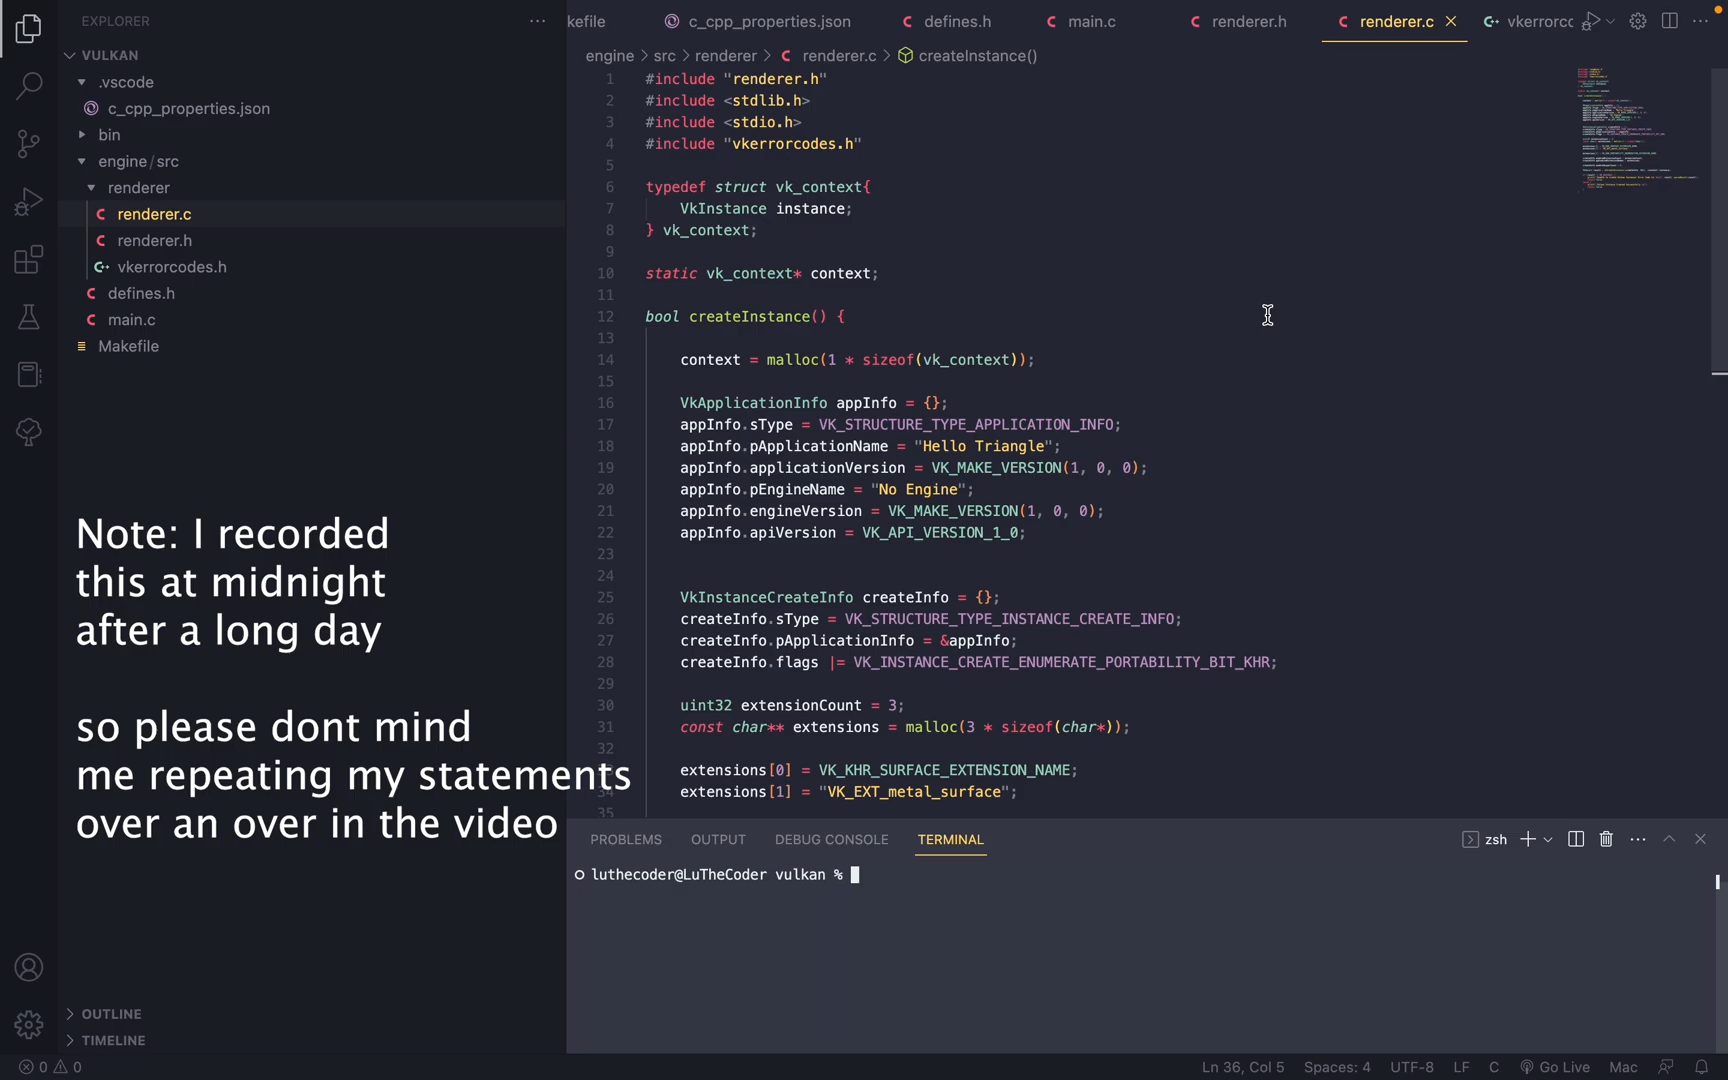 EXPLORER
VULKAN
.vscode
c_cpp_properties.json
bin
engine/src
renderer
renderer.c
renderer.h
vkerrorcodes.h
defines.h
main.c
Makefile
Note: I recorded
this at midnight
after a long day
so please dont mind
me repeating my statements
over an over in the video
OUTLINE
TIMELINE
kefile
c_cpp_properties.json
defines.h
main.c
renderer.h
renderer.c
vkerrorc
engine > src > renderer > C renderer.c > createInstance()
1 #include "renderer.h"
2 #include <stdlib.h>
3 #include <stdio.h>
4 #include "vkerrorcodes.h"
5
6 typedef struct vk_context{
7 VkInstance instance;
8 } vk_context;
9
10 static vk_context* context;
11
12 bool createInstance() {
13
14 context = malloc(1 * sizeof(vk_context));
15
16 VkApplicationInfo appInfo = {};
17 appInfo.sType = VK_STRUCTURE_TYPE_APPLICATION_INFO;
18 appInfo.pApplicationName = "Hello Triangle";
19 appInfo.applicationVersion = VK_MAKE_VERSION(1, 0, 0);
20 appInfo.pEngineName = "No Engine";
21 appInfo.engineVersion = VK_MAKE_VERSION(1, 0, 0);
22 appInfo.apiVersion = VK_API_VERSION_1_0;
23
24
25 VkInstanceCreateInfo createInfo = {};
26 createInfo.sType = VK_STRUCTURE_TYPE_INSTANCE_CREATE_INFO;
27 createInfo.pApplicationInfo = &appInfo;
28 createInfo.flags |= VK_INSTANCE_CREATE_ENUMERATE_PORTABILITY_BIT_KHR;
29
30 uint32 extensionCount = 3;
31 const char** extensions = malloc(3 * sizeof(char*));
32
extensions[0] = VK_KHR_SURFACE_EXTENSION_NAME;
34 extensions[1] = "VK_EXT_metal_surface";
35
PROBLEMS OUTPUT DEBUG CONSOLE TERMINAL
zsh
luthecoder@LuTheCoder vulkan %
0 0
Ln 36, Col 5 Spaces: 4 UTF-8 LF C Go Live Mac